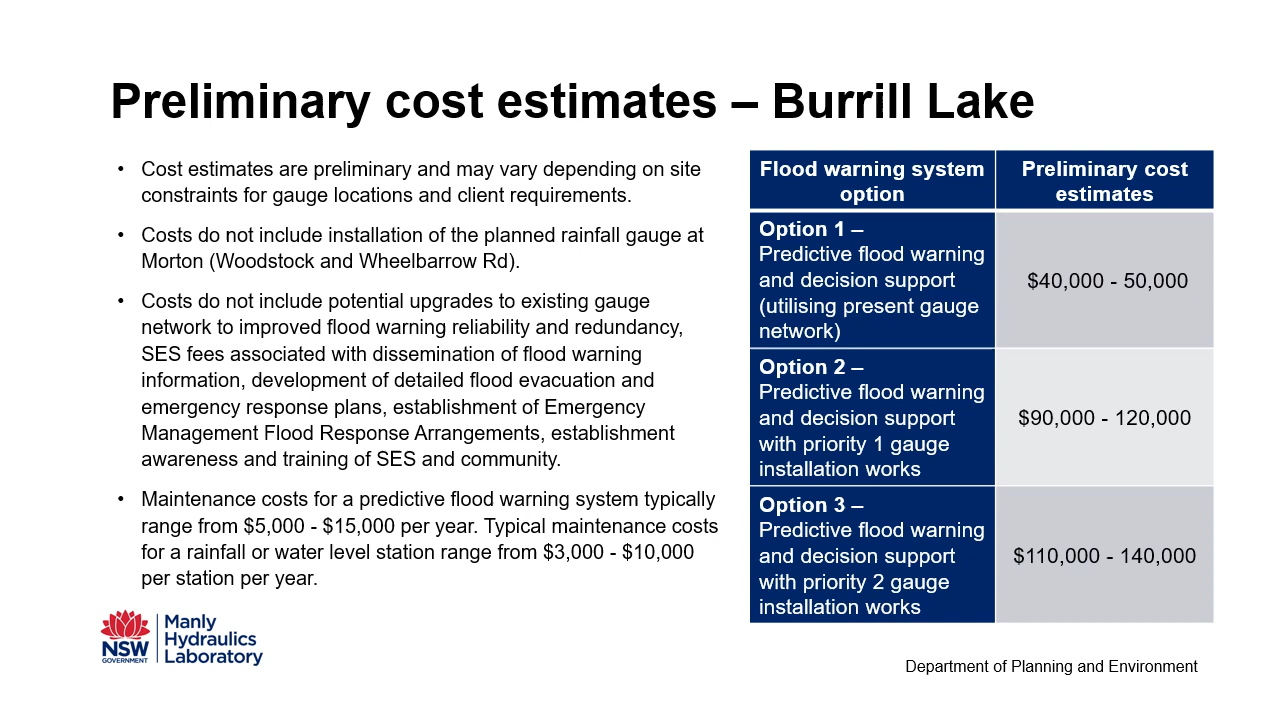 Preliminary cost estimates – Burrill Lake
• Cost estimates are preliminary and may vary depending on site
constraints for gauge locations and client requirements.
• Costs do not include installation of the planned rainfall gauge at
Morton (Woodstock and Wheelbarrow Rd).
• Costs do not include potential upgrades to existing gauge
network to improved flood warning reliability and redundancy,
SES fees associated with dissemination of flood warning
information, development of detailed flood evacuation and
emergency response plans, establishment of Emergency
Management Flood Response Arrangements, establishment
awareness and training of SES and community.
• Maintenance costs for a predictive flood warning system typically
range from $5,000 - $15,000 per year. Typical maintenance costs
for a rainfall or water level station range from $3,000 - $10,000
per station per year.
Flood warning system
option
Preliminary cost
estimates
Option 1 –
Predictive flood warning
and decision support
(utilising present gauge
network)
$40,000 - 50,000
Option 2 –
Predictive flood warning
and decision support
with priority 1 gauge
installation works
$90,000 - 120,000
Option 3 –
Predictive flood warning
and decision support
with priority 2 gauge
installation works
$110,000 - 140,000
NSW
GOVERNMENT
Manly
Hydraulics
Laboratory
Department of Planning and Environment